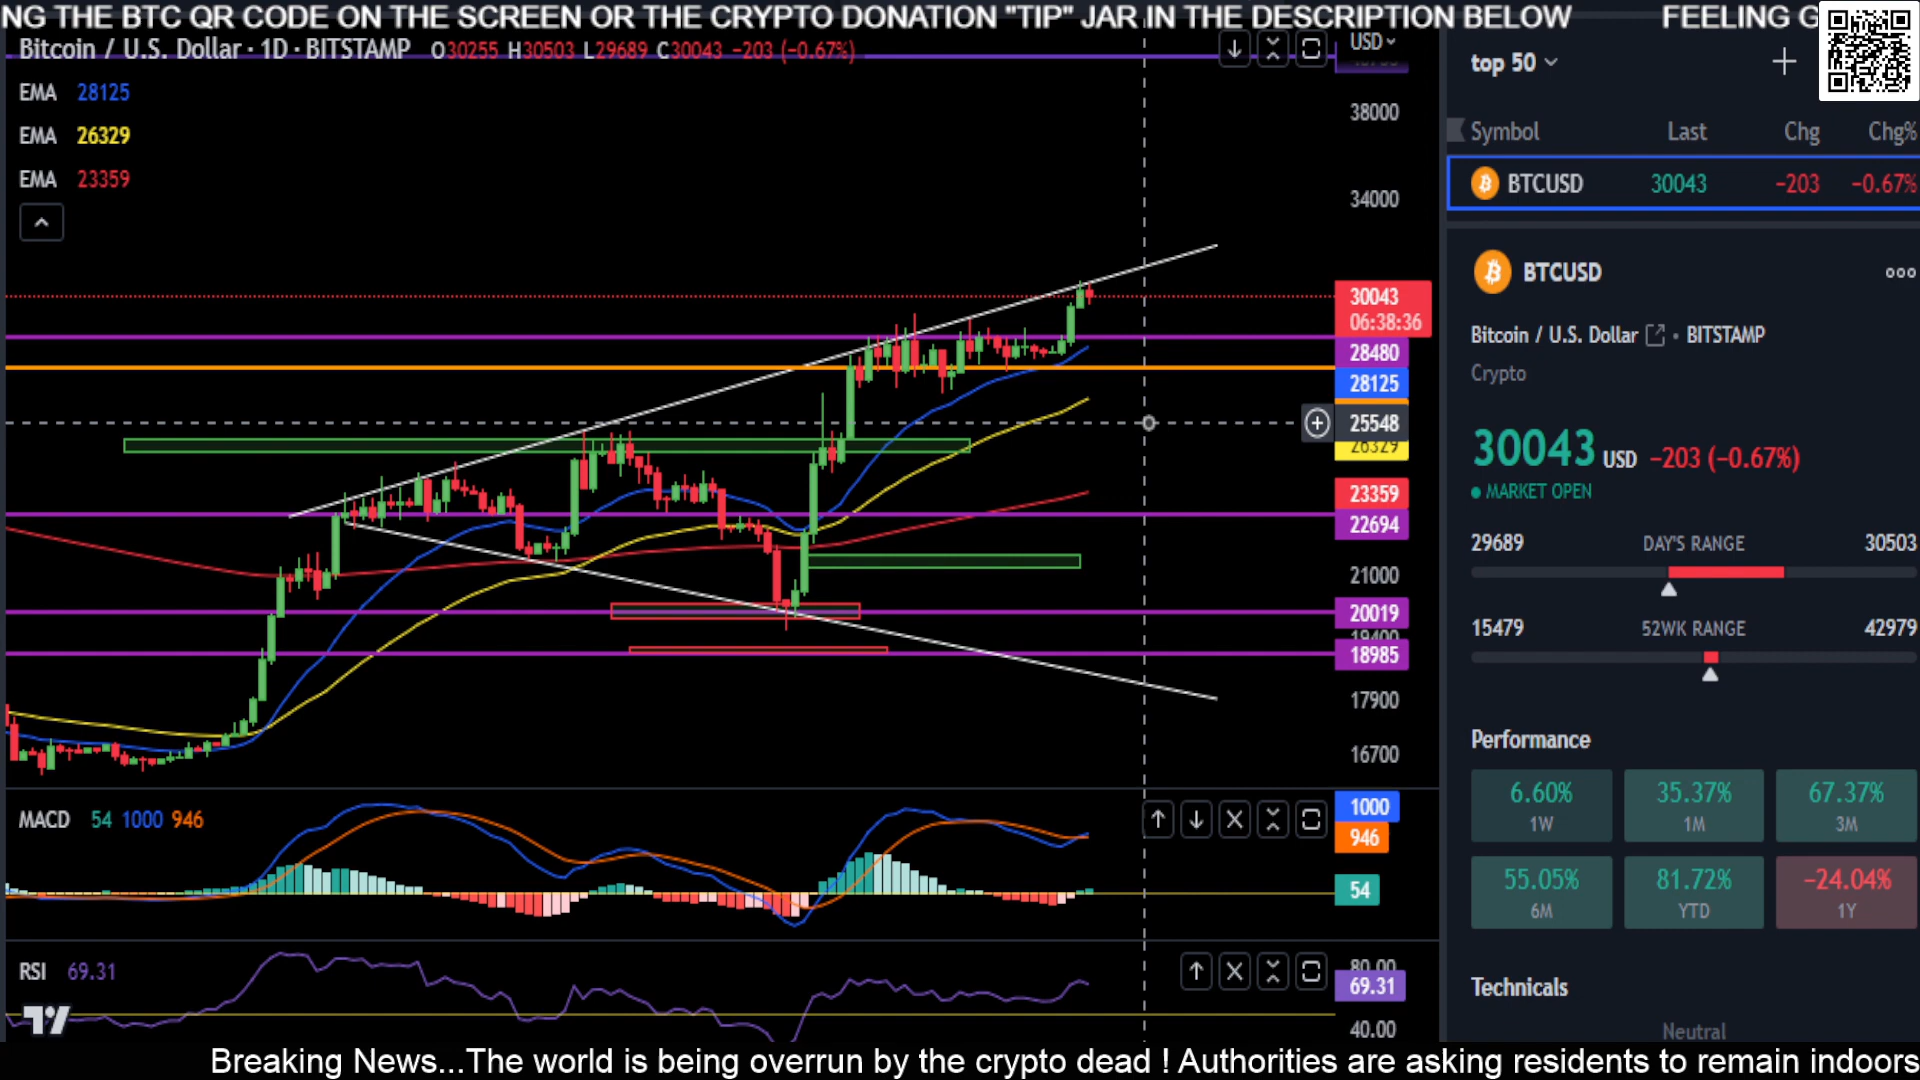 NG THE BTC QR CODE ON THE SCREEN OR THE CRYPTO DONATION "TIP" JAR IN THE DESCRIPTION BELOW FEELING G
Bitcoin / U.S. Dollar · 1D · BITSTAMP O30255 H30503 L29689 C30043 −203 (−0.67%)
EMA 28125
EMA 26329
EMA 23359
USD
38000
34000
30043
06:38:36
28480
28125
25548
26329
23359
22694
21000
20019
19400
18985
17900
16700
MACD 54 1000 946
1000
946
54
RSI 69.31
80.00
69.31
40.00
top 50
Symbol Last Chg Chg%
BTCUSD 30043 −203 −0.67%
BTCUSD
Bitcoin / U.S. Dollar • BITSTAMP
Crypto
30043 USD −203 (−0.67%)
MARKET OPEN
29689 DAY'S RANGE 30503
15479 52WK RANGE 42979
Performance
6.60% 35.37% 67.37%
1W 1M 3M
55.05% 81.72% −24.04%
6M YTD 1Y
Technicals
Neutral
Breaking News...The world is being overrun by the crypto dead ! Authorities are asking residents to remain indoors